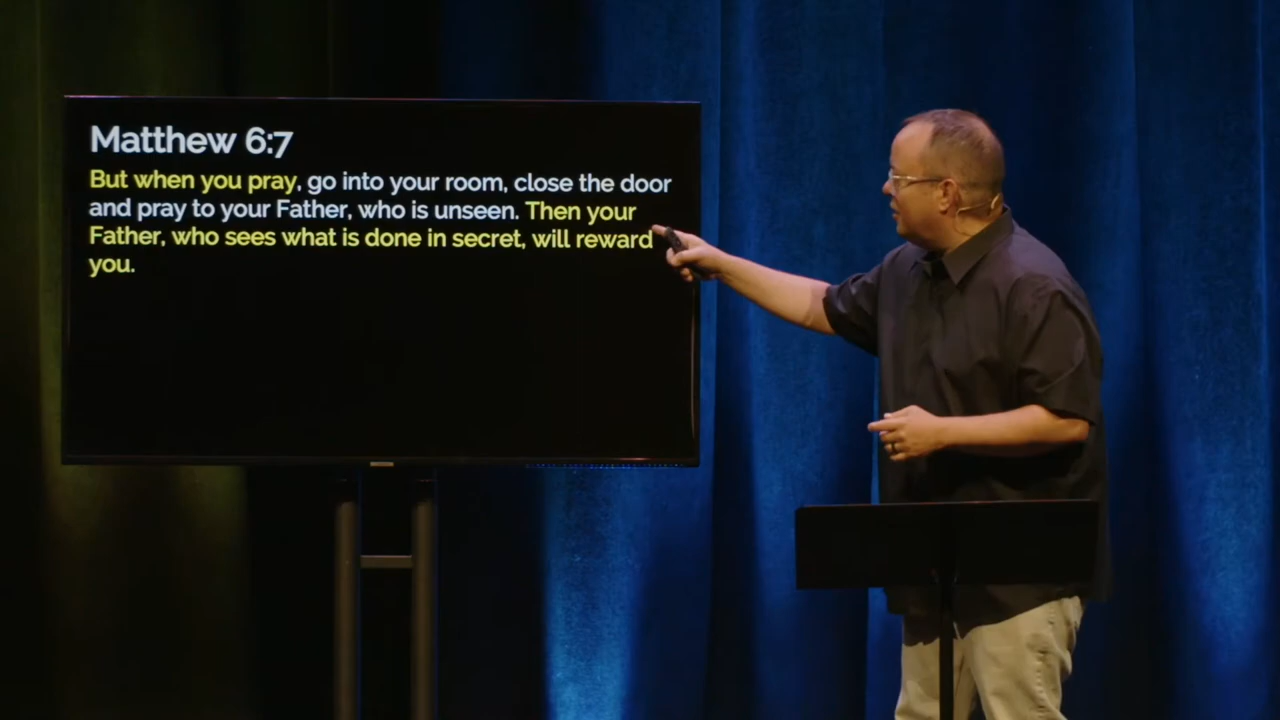 Matthew 6:7
But when you pray, go into your room, close the door
and pray to your Father, who is unseen. Then your
Father, who sees what is done in secret, will reward
you.